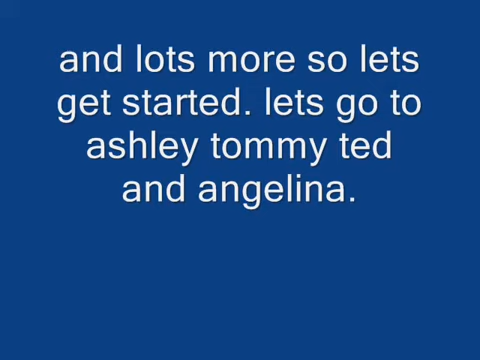 and lots more so lets
get started. lets go to
ashley tommy ted
and angelina.